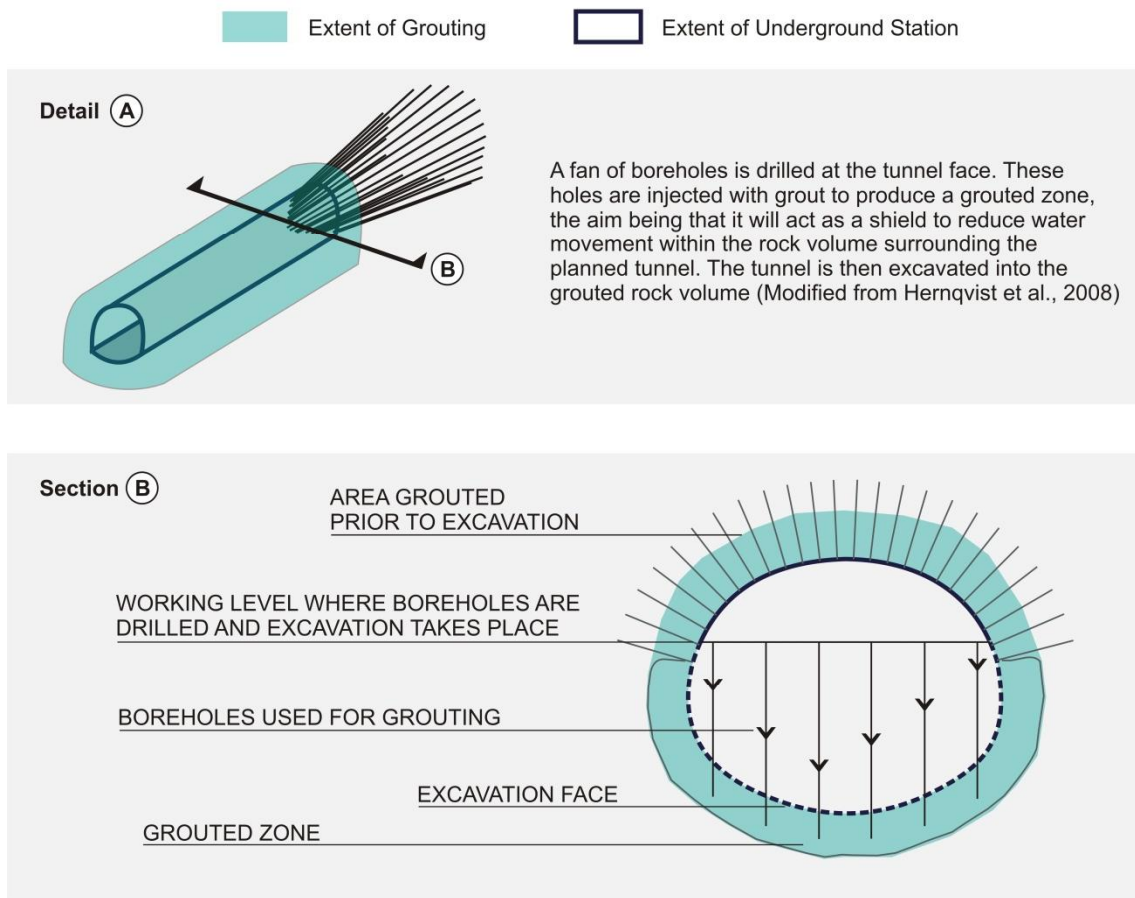 Extent of Grouting
Extent of Underground Station
Detail A
A fan of boreholes is drilled at the tunnel face. These
holes are injected with grout to produce a grouted zone,
the aim being that it will act as a shield to reduce water
movement within the rock volume surrounding the
planned tunnel. The tunnel is then excavated into the
grouted rock volume (Modified from Hernqvist et al., 2008)
B
Section B
AREA GROUTED
PRIOR TO EXCAVATION
WORKING LEVEL WHERE BOREHOLES ARE
DRILLED AND EXCAVATION TAKES PLACE
BOREHOLES USED FOR GROUTING
EXCAVATION FACE
GROUTED ZONE